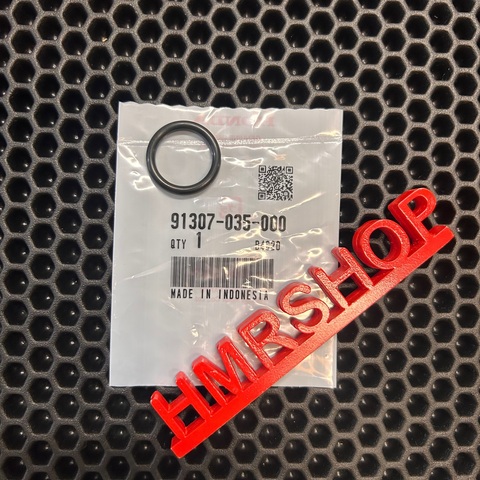 91307-035-000
QTY 1
MADE IN INDONESIA
HMRSHOP